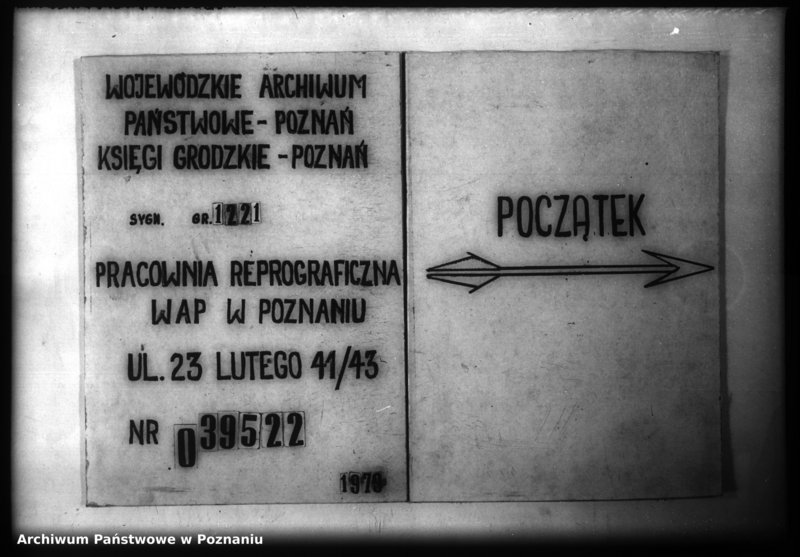 WOJEWÓDZKIE ARCHIWUM
PAŃSTWOWE - POZNAŃ
KSIĘGI GRODZKIE - POZNAŃ
SYGN. GR. 1221
PRACOWNIA REPROGRAFICZNA
WAP W POZNANIU
UL. 23 LUTEGO 41/43
NR 039522
1970
POCZĄTEK
Archiwum Państwowe w Poznaniu